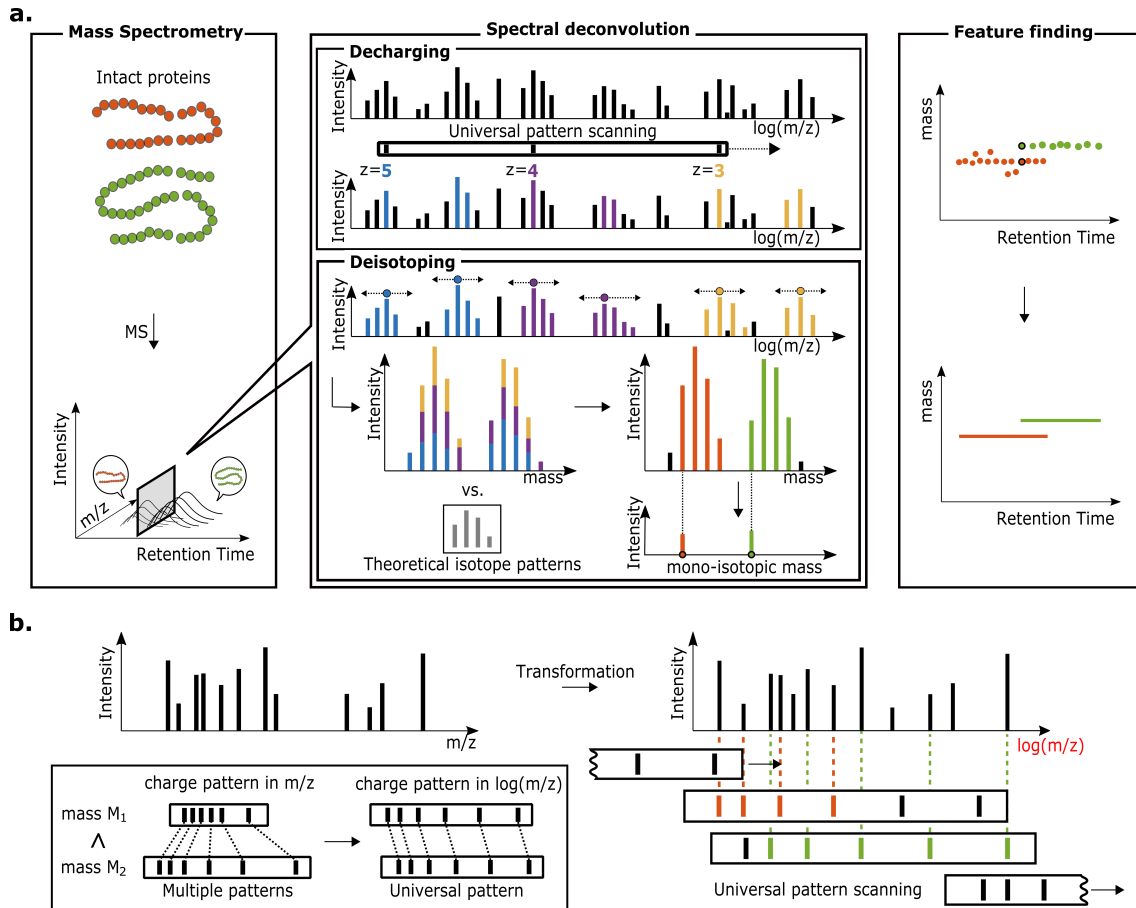 a.
Mass Spectrometry
Intact proteins
MS
Intensity
m/z
Retention Time
Spectral deconvolution
Decharging
Intensity
log(m/z)
Universal pattern scanning
z=5
z=4
z=3
Intensity
log(m/z)
Deisotoping
Intensity
log(m/z)
Intensity
mass
vs.
Theoretical isotope patterns
Intensity
mass
Intensity
mono-isotopic mass
Feature finding
mass
Retention Time
mass
Retention Time
b.
Intensity
m/z
Transformation
Intensity
log(m/z)
charge pattern in m/z
charge pattern in log(m/z)
mass M1
<
mass M2
Multiple patterns
Universal pattern
Universal pattern scanning